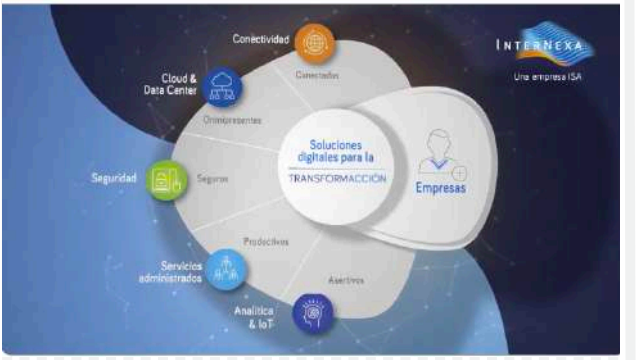 Conectividad
Conectados
INTERNEXA
Una empresa ISA
Cloud &
Data Center
Omnipresentes
Soluciones
digitales para la
TRANSFORMACCIÓN
Empresas
Seguridad
Seguros
Productivos
Servicios
administrados
Asertivos
Analítica
& IoT